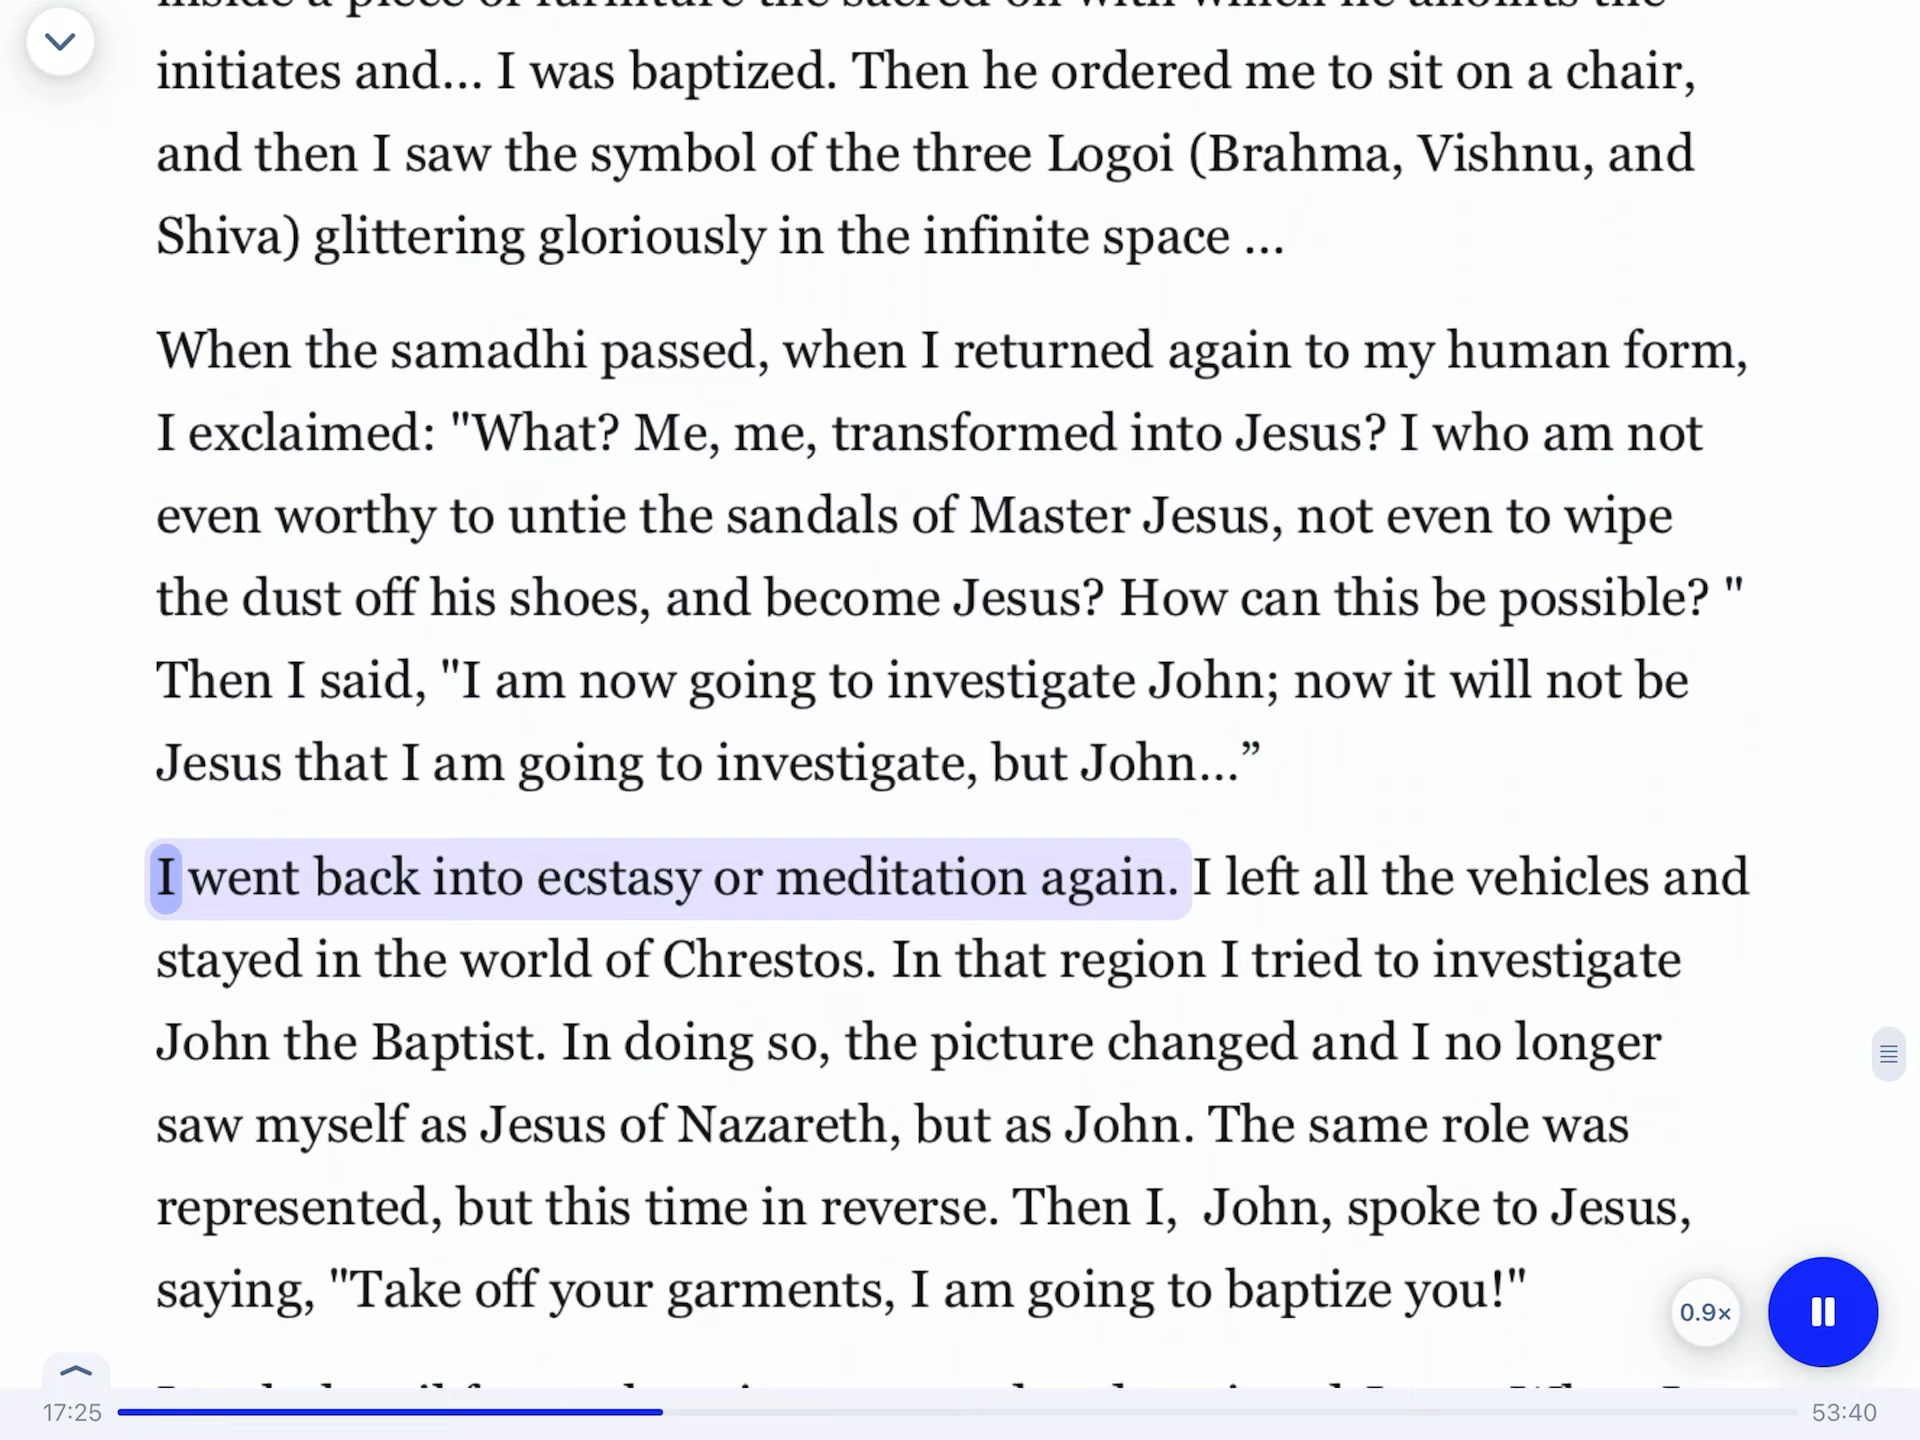 initiates and... I was baptized. Then he ordered me to sit on a chair,
and then I saw the symbol of the three Logoi (Brahma, Vishnu, and
Shiva) glittering gloriously in the infinite space ...
When the samadhi passed, when I returned again to my human form,
I exclaimed: "What? Me, me, transformed into Jesus? I who am not
even worthy to untie the sandals of Master Jesus, not even to wipe
the dust off his shoes, and become Jesus? How can this be possible? "
Then I said, "I am now going to investigate John; now it will not be
Jesus that I am going to investigate, but John...”
I went back into ecstasy or meditation again. I left all the vehicles and
stayed in the world of Chrestos. In that region I tried to investigate
John the Baptist. In doing so, the picture changed and I no longer
saw myself as Jesus of Nazareth, but as John. The same role was
represented, but this time in reverse. Then I,  John, spoke to Jesus,
saying, "Take off your garments, I am going to baptize you!"
0.9×
17:25
53:40